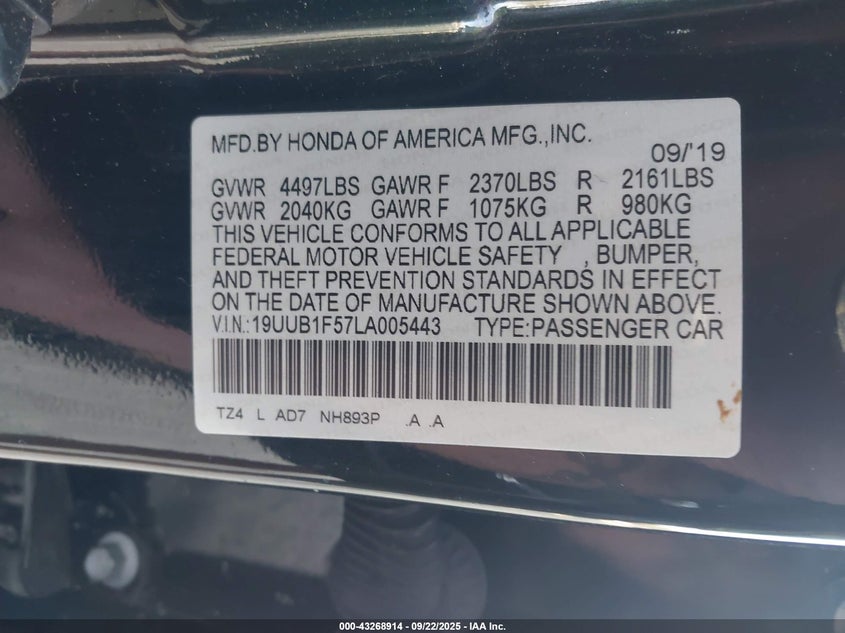 MFD.BY HONDA OF AMERICA MFG.,INC.
09/'19
GVWR 4497LBS GAWR F 2370LBS R 2161LBS
GVWR 2040KG GAWR F 1075KG R 980KG
THIS VEHICLE CONFORMS TO ALL APPLICABLE
FEDERAL MOTOR VEHICLE SAFETY , BUMPER,
AND THEFT PREVENTION STANDARDS IN EFFECT
ON THE DATE OF MANUFACTURE SHOWN ABOVE.
V.I.N.:19UUB1F57LA005443 TYPE:PASSENGER CAR
TZ4 L AD7 NH893P .A .A
000-43268914 - 09/22/2025 - IAA Inc.